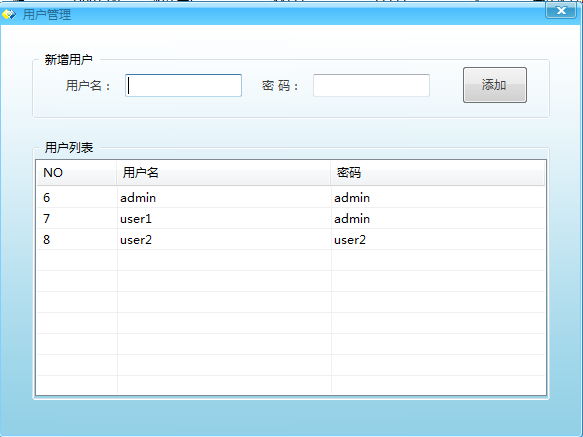 用户管理
新增用户
用户名： 密 码： 添加
用户列表
NO 用户名 密码
6 admin admin
7 user1 admin
8 user2 user2